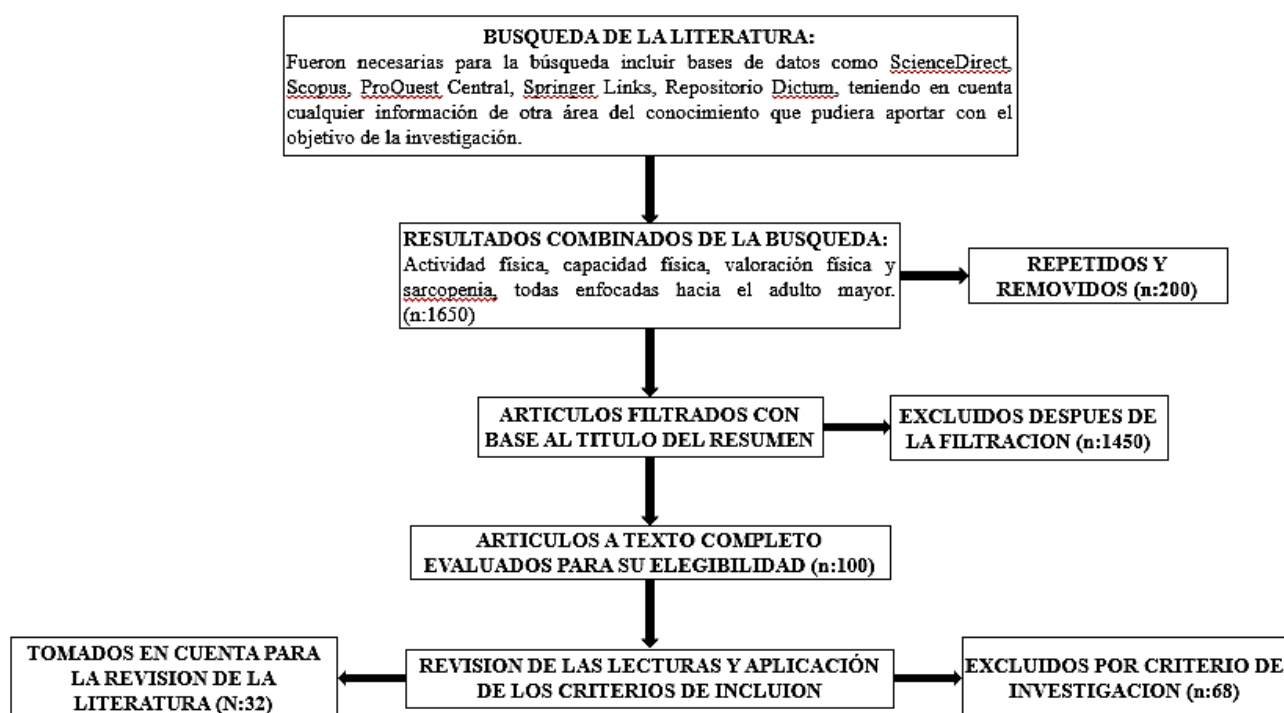 BUSQUEDA DE LA LITERATURA:
Fueron necesarias para la búsqueda incluir bases de datos como ScienceDirect,
Scopus, ProQuest Central, Springer Links, Repositorio Dictum, teniendo en cuenta
cualquier información de otra área del conocimiento que pudiera aportar con el
objetivo de la investigación.
RESULTADOS COMBINADOS DE LA BUSQUEDA:
Actividad física, capacidad física, valoración física y
sarcopenia, todas enfocadas hacia el adulto mayor.
(n:1650)
REPETIDOS Y
REMOVIDOS (n:200)
ARTICULOS FILTRADOS CON
BASE AL TITULO DEL RESUMEN
EXCLUIDOS DESPUES DE
LA FILTRACION (n:1450)
ARTICULOS A TEXTO COMPLETO
EVALUADOS PARA SU ELEGIBILIDAD (n:100)
TOMADOS EN CUENTA PARA
LA REVISION DE LA
LITERATURA (N:32)
REVISION DE LAS LECTURAS Y APLICACIÓN
DE LOS CRITERIOS DE INCLUION
EXCLUIDOS POR CRITERIO DE
INVESTIGACION (n:68)